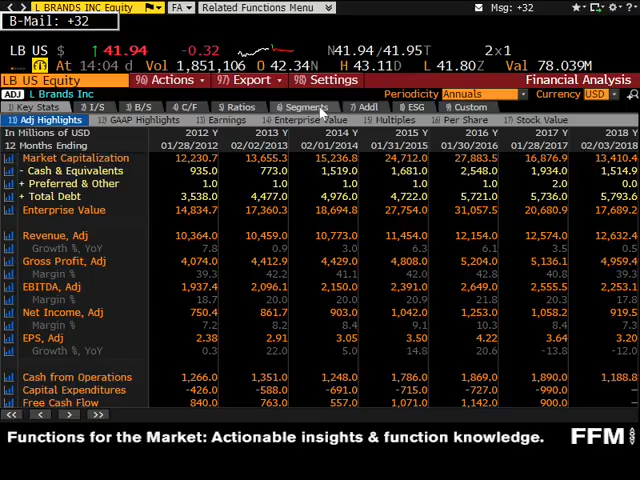 L BRANDS INC Equity FA Related Functions Menu Msg: +32
B-Mail: +32
LB US $ ↑ 41.94 -0.32 N41.94/41.95T 2x1
At 14:04 d Vol 1,851,106 O 42.34N H 43.11D L 41.80Z Val 78.039M
LB US Equity 96) Actions 97) Export 98) Settings Financial Analysis
ADJ L Brands Inc Periodicity Annuals Currency USD
1) Key Stats 2) I/S 3) B/S 4) C/F 5) Ratios 6) Segments 7) Addl 8) ESG 9) Custom
11) Adj Highlights 12) GAAP Highlights 13) Earnings 14) Enterprise Value 15) Multiples 16) Per Share 17) Stock Value
In Millions of USD 2012 Y 2013 Y 2014 Y 2015 Y 2016 Y 2017 Y 2018 Y
12 Months Ending 01/28/2012 02/02/2013 02/01/2014 01/31/2015 01/30/2016 01/28/2017 02/03/2018
Market Capitalization 12,230.7 13,655.3 15,236.8 24,712.0 27,883.5 16,876.9 13,410.4
- Cash & Equivalents 935.0 773.0 1,519.0 1,681.0 2,548.0 1,934.0 1,514.9
+ Preferred & Other 1.0 1.0 1.0 1.0 1.0 2.0 0.0
+ Total Debt 3,538.0 4,477.0 4,976.0 4,722.0 5,721.0 5,736.0 5,793.6
Enterprise Value 14,834.7 17,360.3 18,694.8 27,754.0 31,057.5 20,680.9 17,689.2
Revenue, Adj 10,364.0 10,459.0 10,773.0 11,454.0 12,154.0 12,574.0 12,632.4
Growth %, YoY 7.8 0.9 3.0 6.3 6.1 3.5 0.5
Gross Profit, Adj 4,074.0 4,412.9 4,429.0 4,808.0 5,204.0 5,136.1 4,959.4
Margin % 39.3 42.2 41.1 42.0 42.8 40.8 39.3
EBITDA, Adj 1,937.4 2,096.1 2,150.0 2,391.0 2,649.0 2,555.5 2,253.1
Margin % 18.7 20.0 20.0 20.9 21.8 20.3 17.8
Net Income, Adj 750.4 861.7 903.0 1,042.0 1,253.0 1,058.2 919.5
Margin % 7.2 8.2 8.4 9.1 10.3 8.4 7.3
EPS, Adj 2.38 2.91 3.05 3.50 4.22 3.64 3.20
Growth %, YoY 0.3 22.0 5.0 14.8 20.6 -13.8 -12.0
Cash from Operations 1,266.0 1,351.0 1,248.0 1,786.0 1,869.0 1,890.0 1,188.8
Capital Expenditures -426.0 -588.0 -691.0 -715.0 -727.0 -990.0 —
Free Cash Flow 840.0 763.0 557.0 1,071.0 1,142.0 900.0 —
<< < > >>
Functions for the Market: Actionable insights & function knowledge. FFM